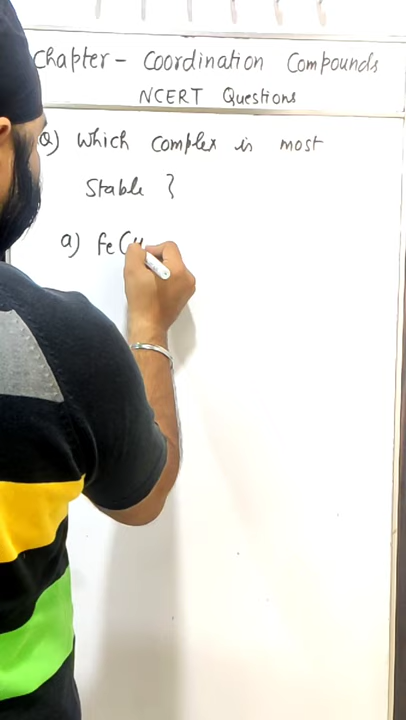 Chapter - Coordination Compounds
NCERT Questions
Q) Which complex is most
Stable ?
a) Fe(